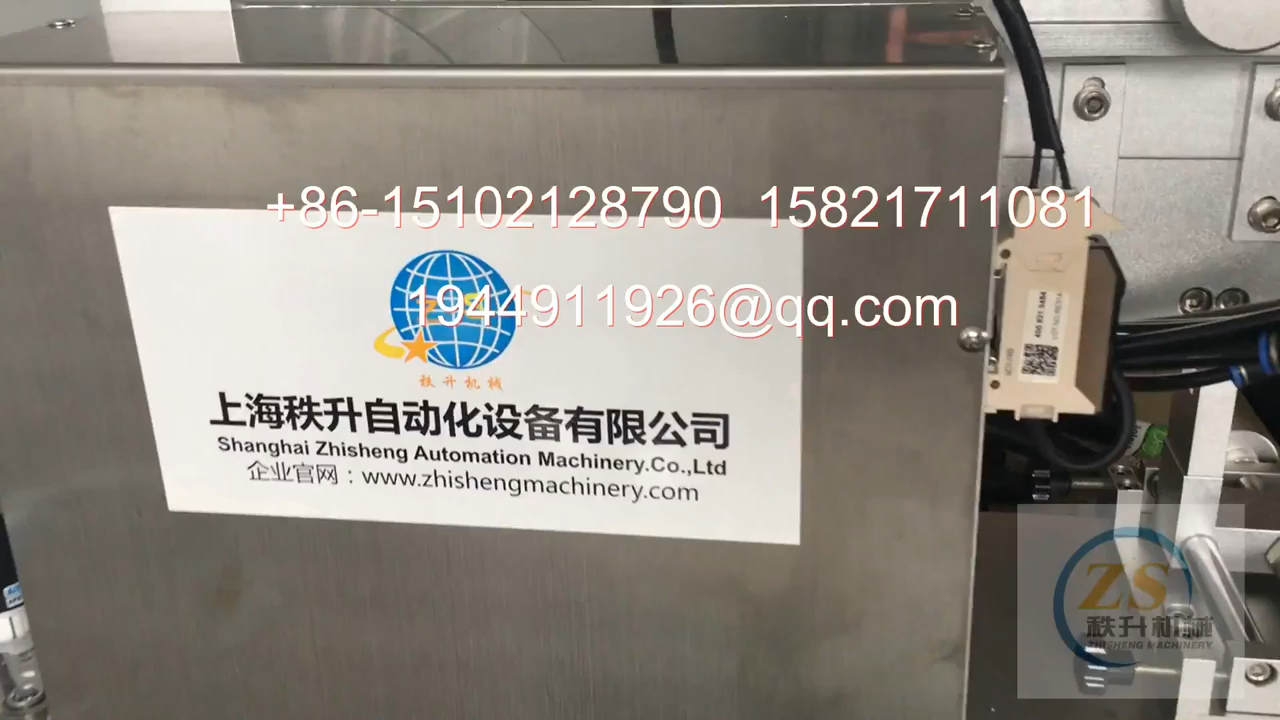 +86-15102128790 15821711081
1944911926@qq.com
秩升机械
上海秩升自动化设备有限公司
Shanghai Zhisheng Automation Machinery.Co.,Ltd
企业官网：www.zhishengmachinery.com
ZS
秩升机械
ZHISHENG MACHINERY